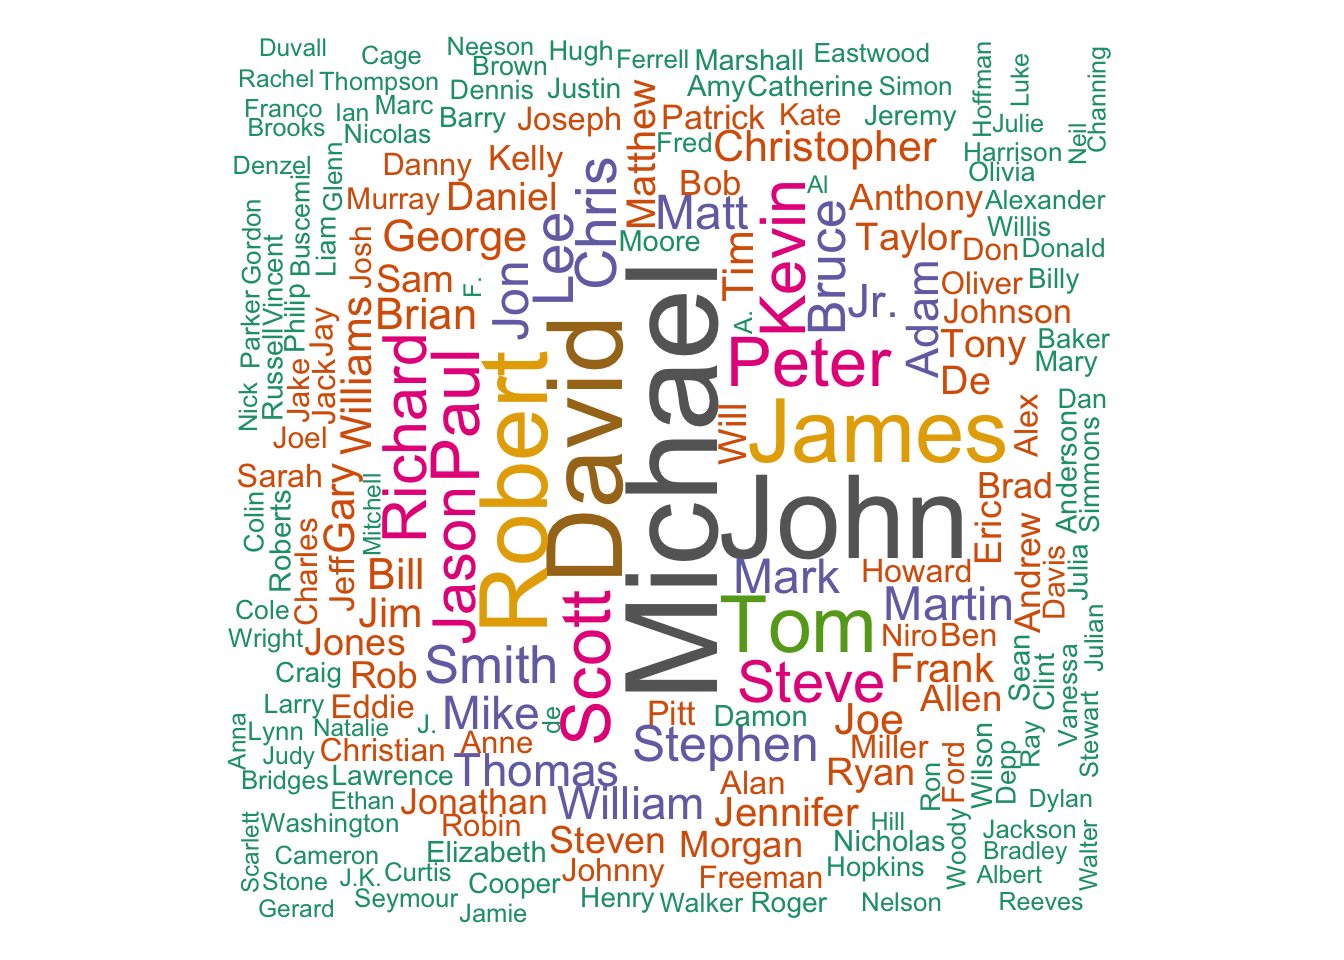 Duvall
Cage
Neeson
Hugh
Ferrell
Marshall
Eastwood
Brown
Rachel
Thompson
Dennis
Justin
Amy
Catherine
Simon
Hoffman
Luke
Channing
Franco
Ian
Marc
Barry
Joseph
Matthew
Patrick
Kate
Jeremy
Julie
Brooks
Nicolas
Fred
Christopher
Harrison
Neil
Denzel
Glenn
Danny
Kelly
Chris
Bob
Al
Olivia
Buscemi
Murray
Daniel
Matt
Kevin
Bruce
Anthony
Alexander
Willis
Gordon
Vincent
Liam
Josh
George
Lee
Moore
Tim
Taylor
Don
Donald
Sam
F.
Jon
Oliver
Billy
Parker
Philip
Jay
Brian
A.
Jr.
Adam
Johnson
Nick
Russell
Jake
Jack
Williams
Richard
Paul
Robert
David
Michael
Peter
Tony
Baker
Mary
De
Joel
Will
James
Alex
Dan
Anderson
Simmons
Sarah
Gary
Mitchell
Jason
John
Brad
Eric
Colin
Roberts
Charles
Jeff
Bill
Mark
Howard
Andrew
Davis
Julia
Cole
Jim
Scott
Tom
Martin
Wright
Jones
Niro
Ben
Sean
Clint
Vanessa
Julian
Craig
Rob
Smith
Steve
Frank
Allen
Larry
Eddie
Mike
de
Pitt
Damon
Joe
Anna
Lynn
Natalie
J.
Anne
Stephen
Miller
Ray
Stewart
Judy
Christian
Thomas
Ryan
Ron
Ford
Wilson
Depp
Bridges
Lawrence
Alan
Ethan
Jonathan
William
Jennifer
Dylan
Scarlett
Washington
Robin
Steven
Morgan
Hill
Nicholas
Woody
Jackson
Bradley
Walter
Cameron
Elizabeth
Johnny
Freeman
Hopkins
Albert
Stone
J.K.
Curtis
Cooper
Gerard
Seymour
Jamie
Henry
Walker
Roger
Nelson
Reeves